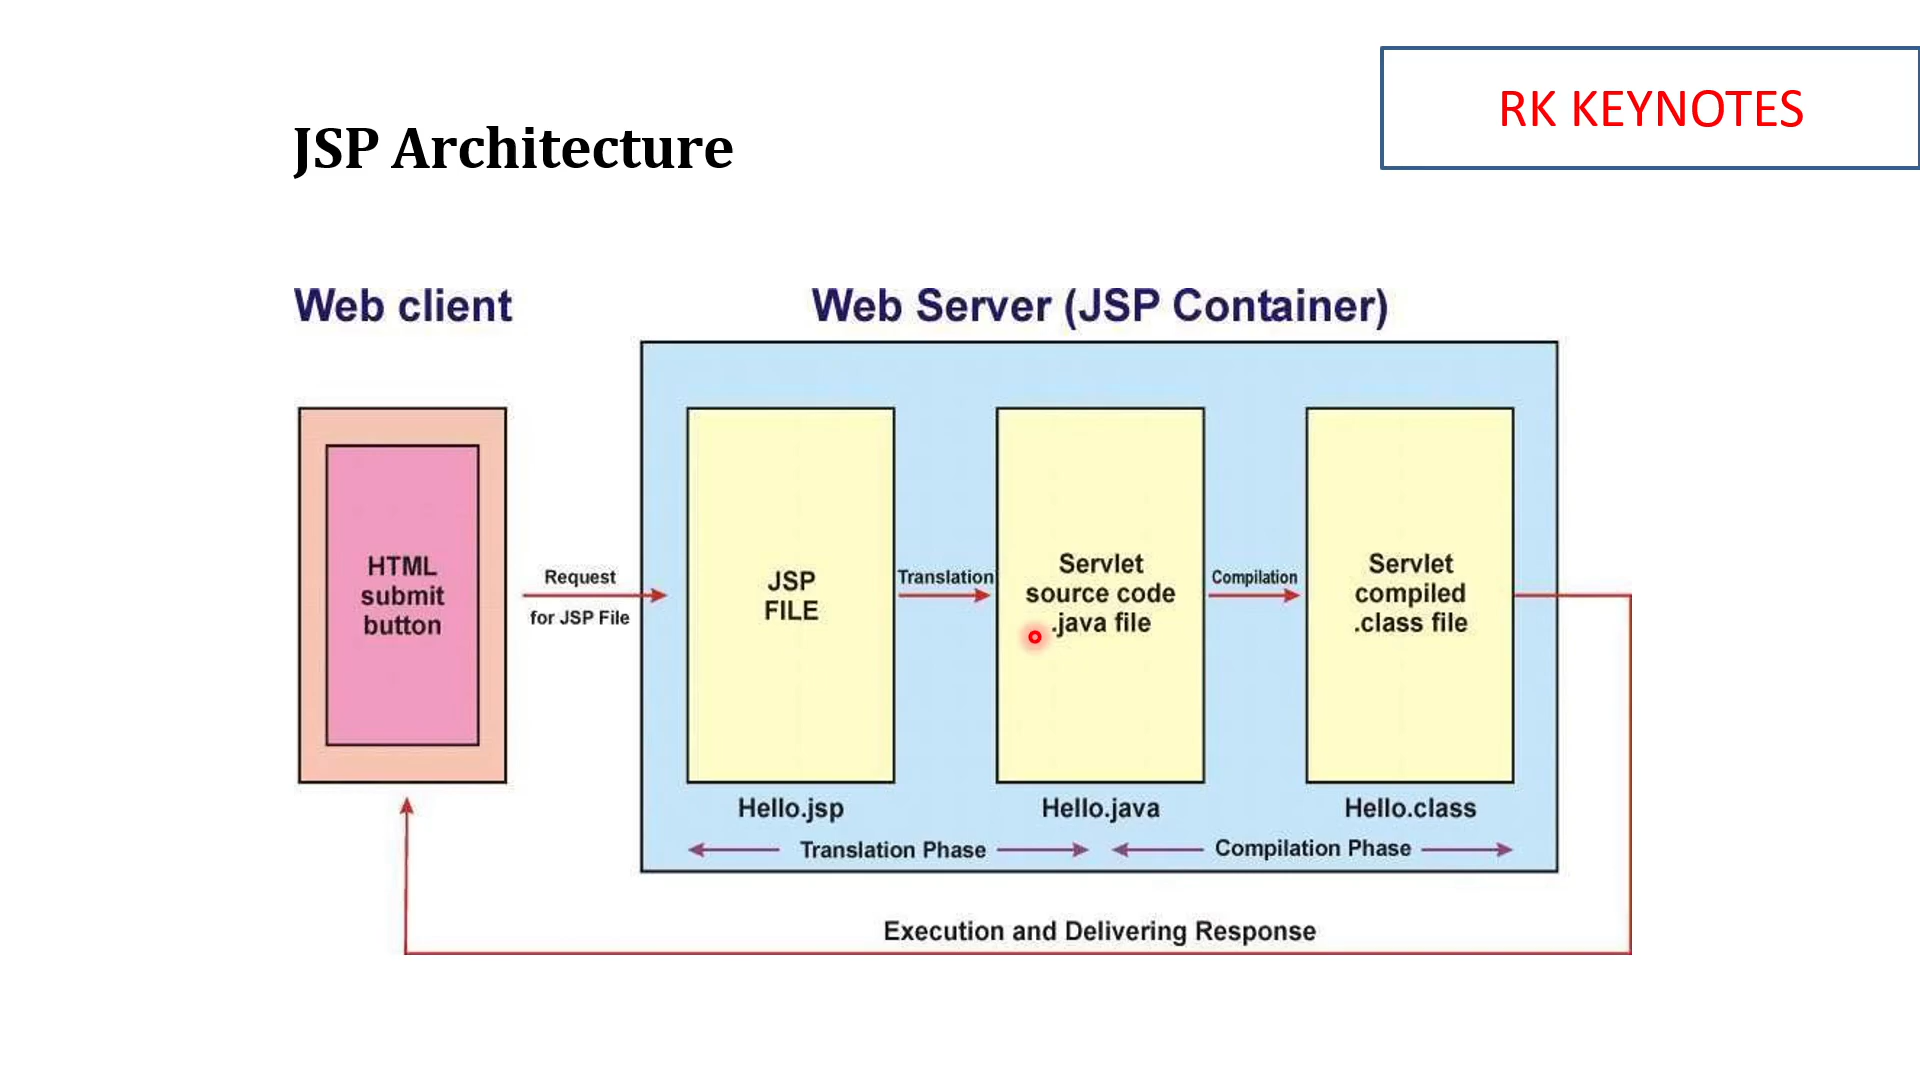 RK KEYNOTES
JSP Architecture
Web client
Web Server (JSP Container)
HTML
submit
button
Request
for JSP File
JSP
FILE
Translation
Servlet
source code
.java file
Compilation
Servlet
compiled
.class file
Hello.jsp
Hello.java
Hello.class
Translation Phase
Compilation Phase
Execution and Delivering Response